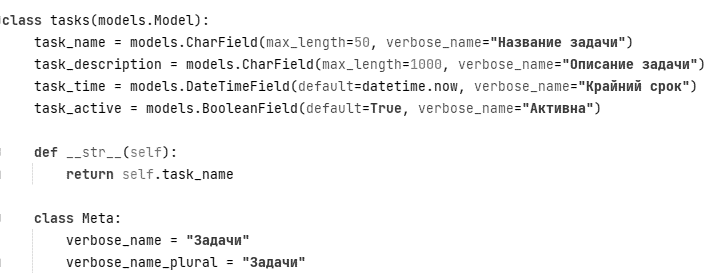 class tasks(models.Model):
    task_name = models.CharField(max_length=50, verbose_name="Название задачи")
    task_description = models.CharField(max_length=1000, verbose_name="Описание задачи")
    task_time = models.DateTimeField(default=datetime.now, verbose_name="Крайний срок")
    task_active = models.BooleanField(default=True, verbose_name="Активна")

    def __str__(self):
        return self.task_name

    class Meta:
        verbose_name = "Задачи"
        verbose_name_plural = "Задачи"